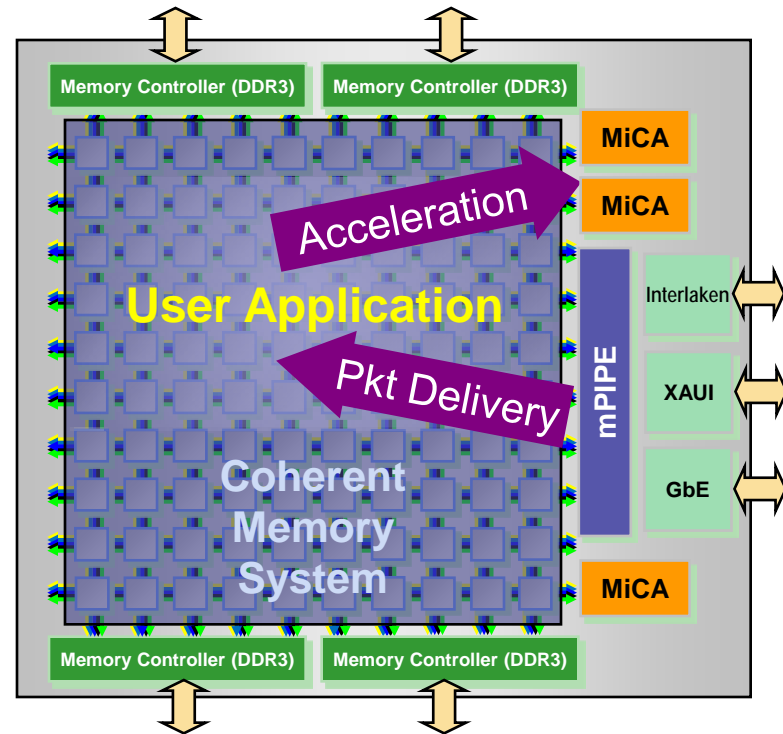 Memory Controller (DDR3)
Memory Controller (DDR3)
MiCA
MiCA
Acceleration
User Application
Interlaken
mPIPE
Pkt Delivery
XAUI
GbE
Coherent
Memory
System
MiCA
Memory Controller (DDR3)
Memory Controller (DDR3)